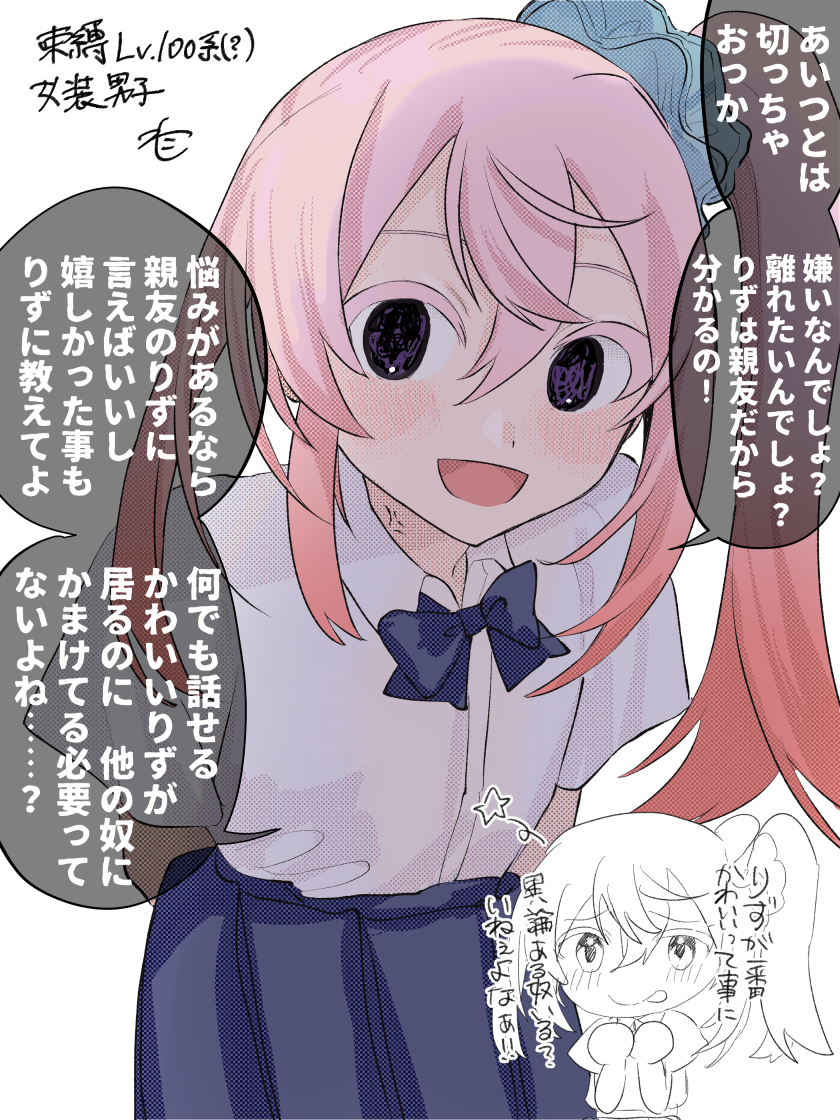 束縛Lv.100系(?)
女装男子
あいつとは
切っちゃ
おっか
嫌いなんでしょ?
離れたいんでしょ?
りずは親友だから
分かるの!
悩みがあるなら
親友のりずに
言えばいいし
嬉しかった事も
りずに教えてよ
何でも話せる
かわいいりずが
居るのに 他の奴に
かまけてる必要って
ないよね……?
りずが一番
かわいいって事に
異論ある奴いる?
いねぇよなぁ!!